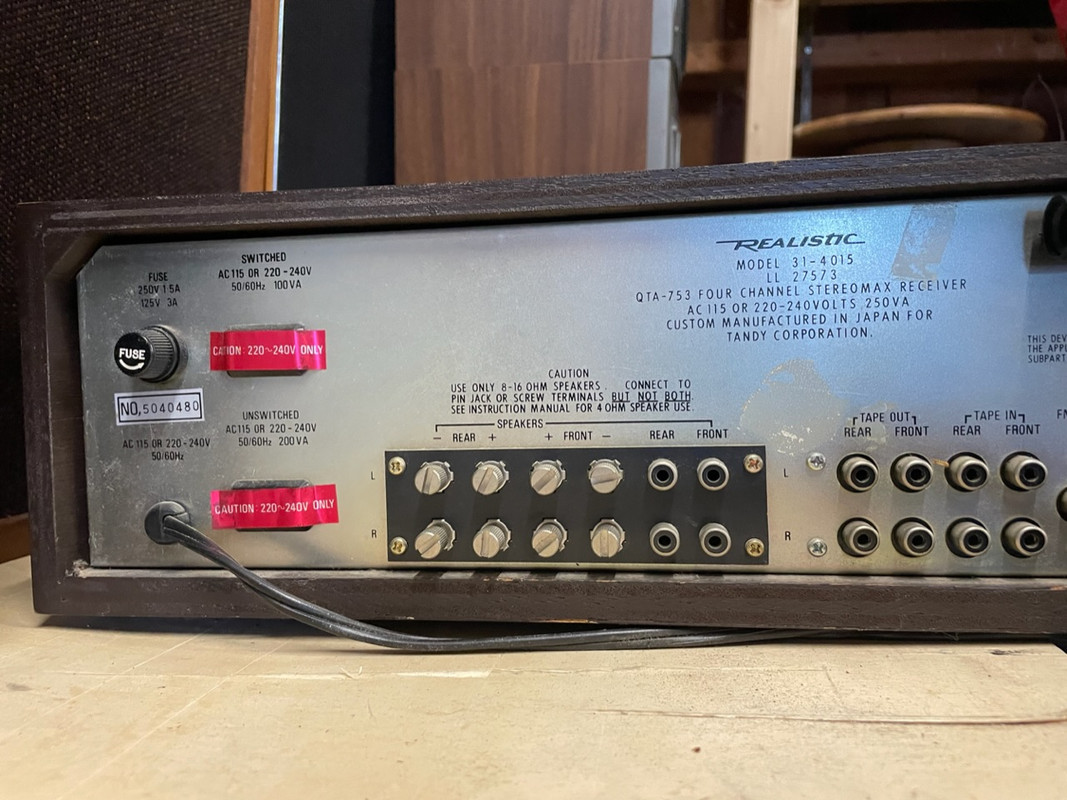 FUSE
250V 1.5A
125V 3A
SWITCHED
AC 115 OR 220-240V
50/60Hz 100VA
FUSE
CAUTION: 220~240V ONLY
NO, 5040480
AC 115 OR 220-240V
50/60Hz
UNSWITCHED
AC 115 OR 220-240V
50/60Hz 200VA
CAUTION: 220~240V ONLY
CAUTION
USE ONLY 8-16 OHM SPEAKERS. CONNECT TO
PIN JACK OR SCREW TERMINALS BUT NOT BOTH.
SEE INSTRUCTION MANUAL FOR 4 OHM SPEAKER USE.
SPEAKERS
− REAR + + FRONT − REAR FRONT
L
R
REALISTIC
MODEL 31-4015
LL 27573
QTA-753 FOUR CHANNEL STEREOMAX RECEIVER
AC 115 OR 220-240VOLTS 250VA
CUSTOM MANUFACTURED IN JAPAN FOR
TANDY CORPORATION.
THIS DEV
THE APPL
SUBPART
TAPE OUT TAPE IN
REAR FRONT REAR FRONT
L
R